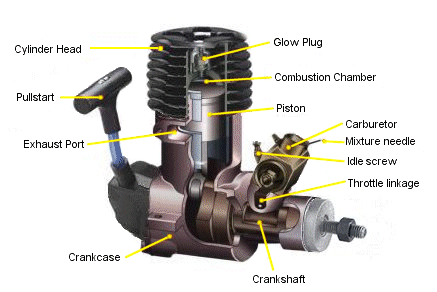 Glow Plug
Cylinder Head
Combustion Chamber
Pullstart
Piston
Carburetor
Exhaust Port
Mixture needle
Idle screw
Throttle linkage
Crankcase
Crankshaft